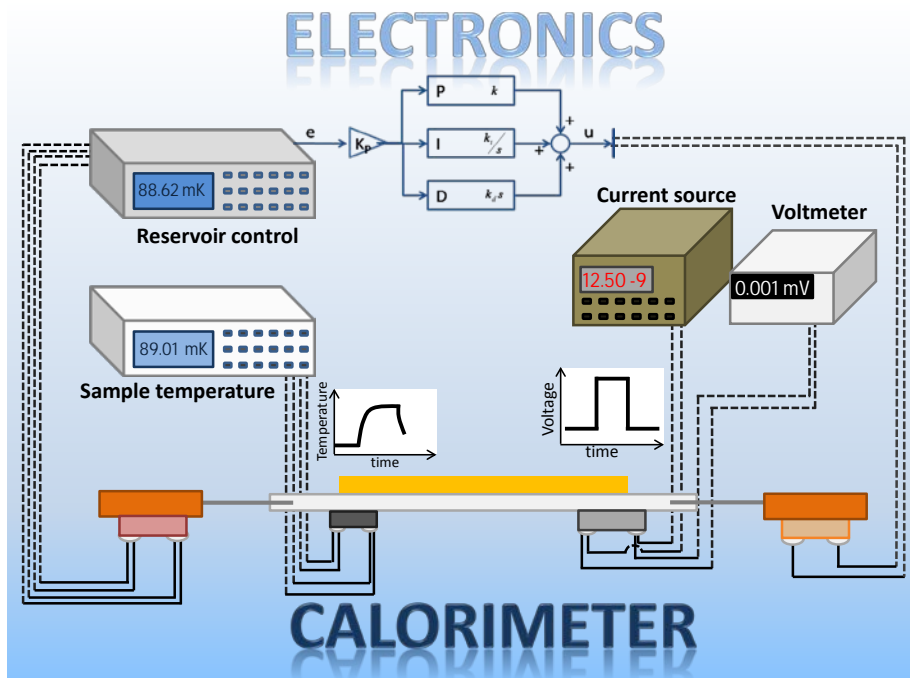 ELECTRONICS
P k
e
K_P
I k_i/s
u
+
+
+
D k_d s
88.62 mK
Reservoir control
Current source
Voltmeter
12.50 -9
0.001 mV
89.01 mK
Sample temperature
Temperature
time
Voltage
time
CALORIMETER